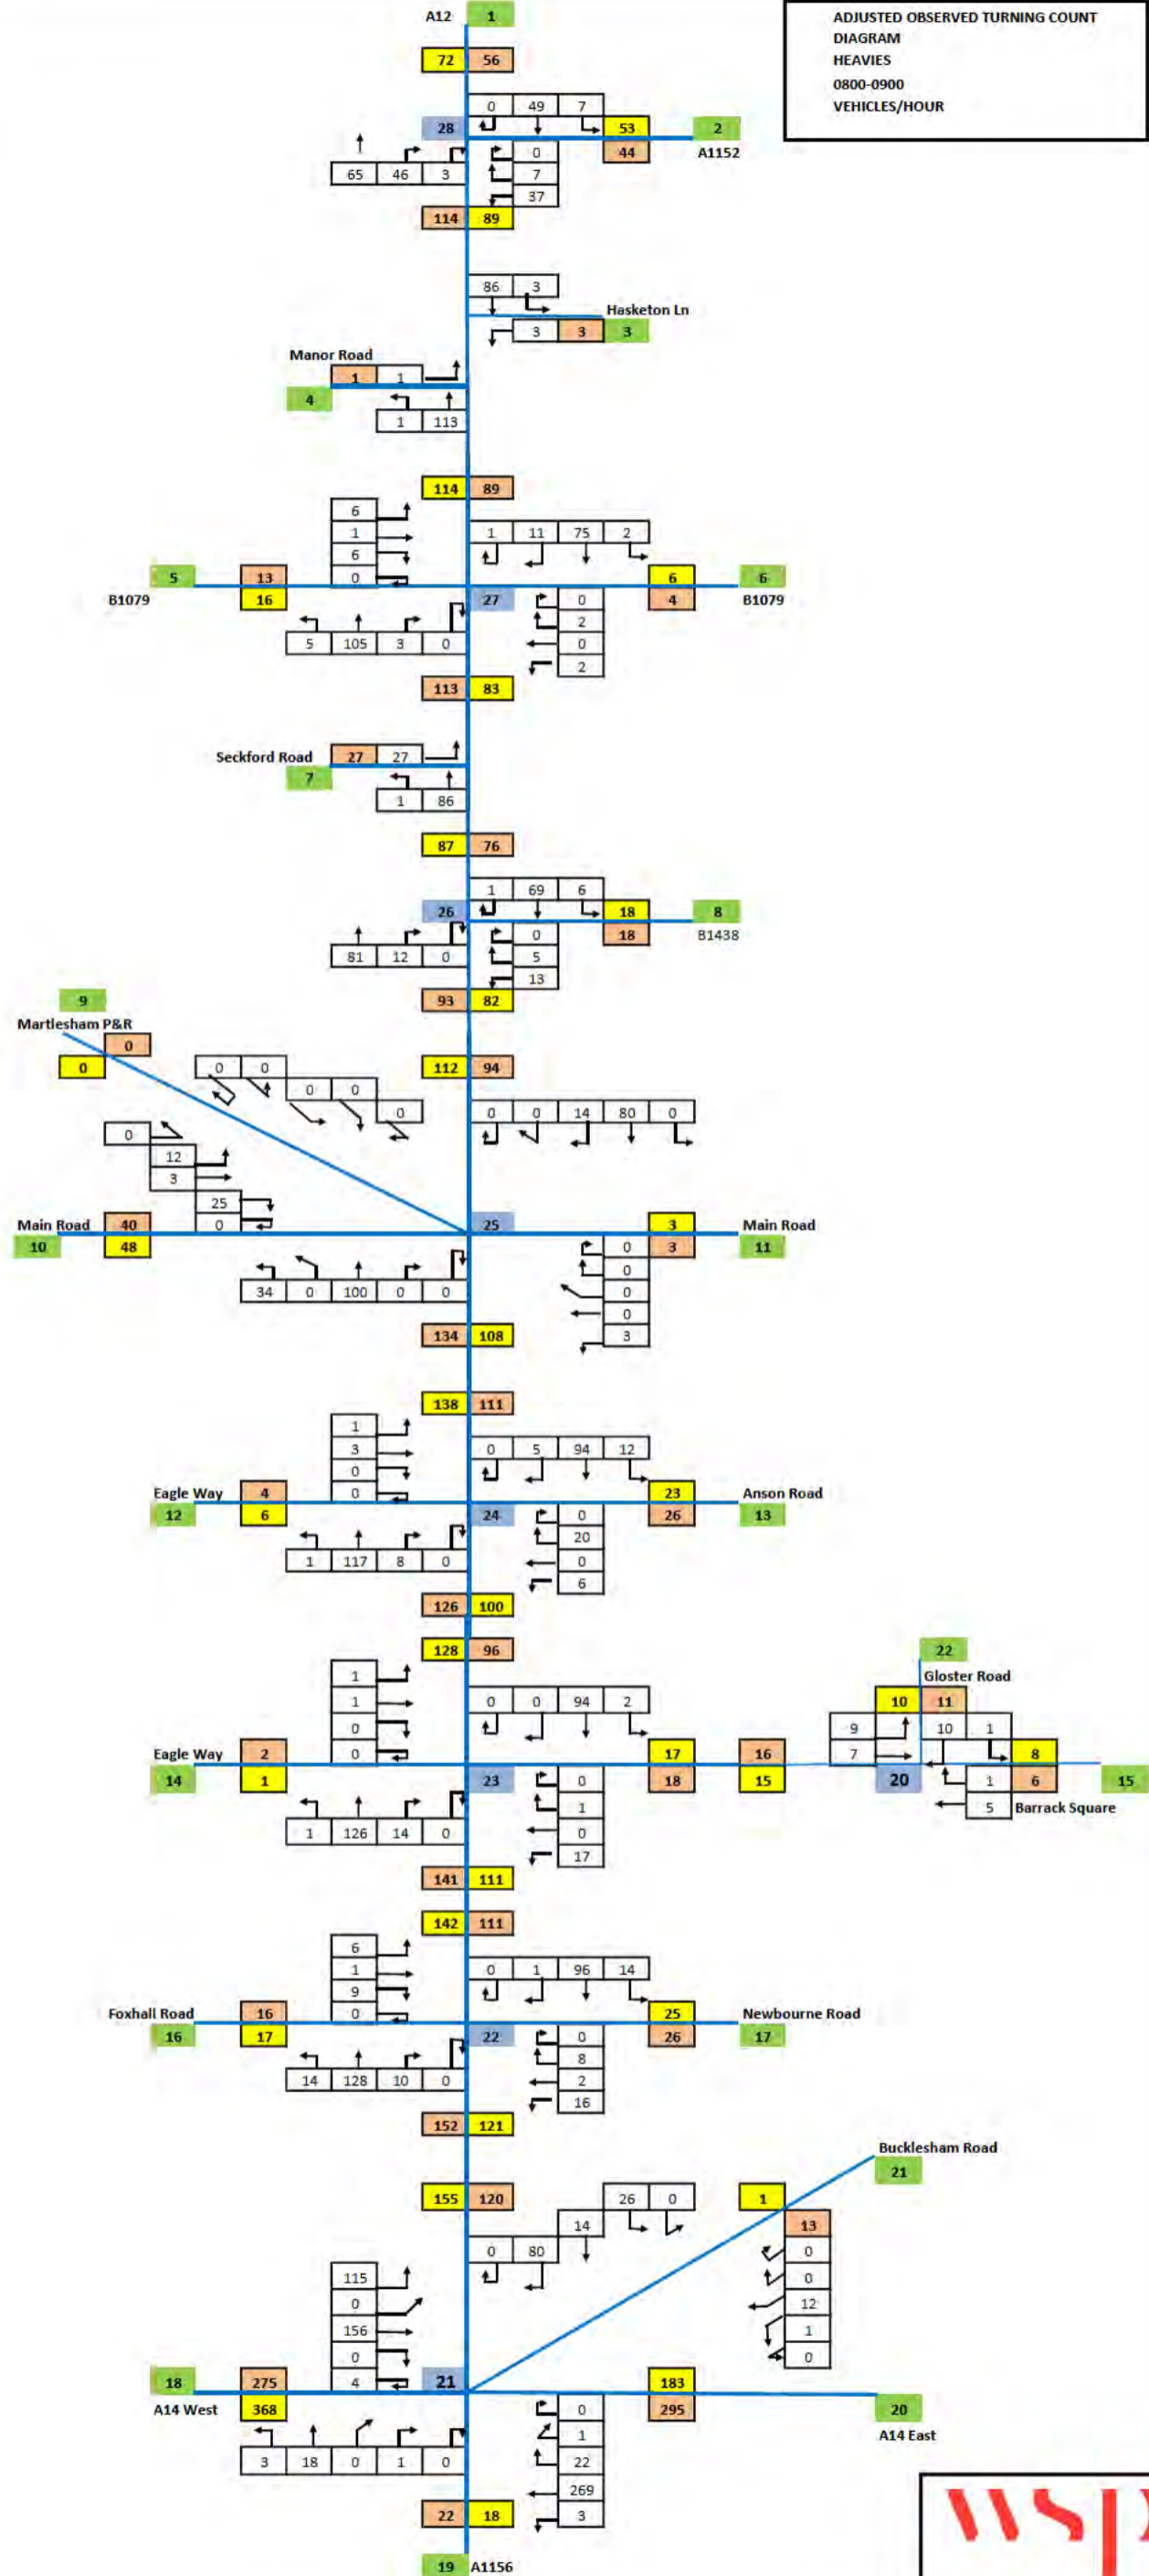 A12 1
ADJUSTED OBSERVED TURNING COUNT
DIAGRAM
HEAVIES
0800-0900
VEHICLES/HOUR
72 56
0 49 7
28 53 2
44 A1152
0
65 46 3 7
37
114 89
86 3
Hasketon Ln
3 3 3
Manor Road
1 1
4
1 113
114 89
6
1 1 11 75 2
6
5 13 0 6 6
B1079 16 27 0 4 B1079
2
5 105 3 0 0
2
113 83
Seckford Road 27 27
7
1 86
87 76
1 69 6
26 18 8
0 18 B1438
81 12 0 5
13
93 82
9
Martlesham P&R
0
0 0 0 112 94
0 0
0 0 0 14 80 0
0
12
3
25
Main Road 40 0 25 3 Main Road
10 48 0 3 11
0
34 0 100 0 0 0
0
134 108 3
138 111
1
3 0 5 94 12
0
Eagle Way 4 0 23 Anson Road
12 6 24 0 26 13
20
1 117 8 0 0
6
126 100
128 96
22
Gloster Road
1
1 0 0 94 2 10 11
0 9 10 1
Eagle Way 2 0 17 16 7 8
14 1 23 0 18 15 20 1 6 15
1 5 Barrack Square
1 126 14 0 0
17
141 111
142 111
6
1 0 1 96 14
9
Foxhall Road 16 0 25 Newbourne Road
16 17 22 0 26 17
8
14 128 10 0 2
16
152 121
Bucklesham Road
21
155 120 26 0 1
14 13
0 80 0
115 0
0 12
156 1
0 0
18 275 4 21 183
A14 West 368 0 295 20
1 A14 East
3 18 0 1 0 22
269
22 18 3
19 A1156
wsp